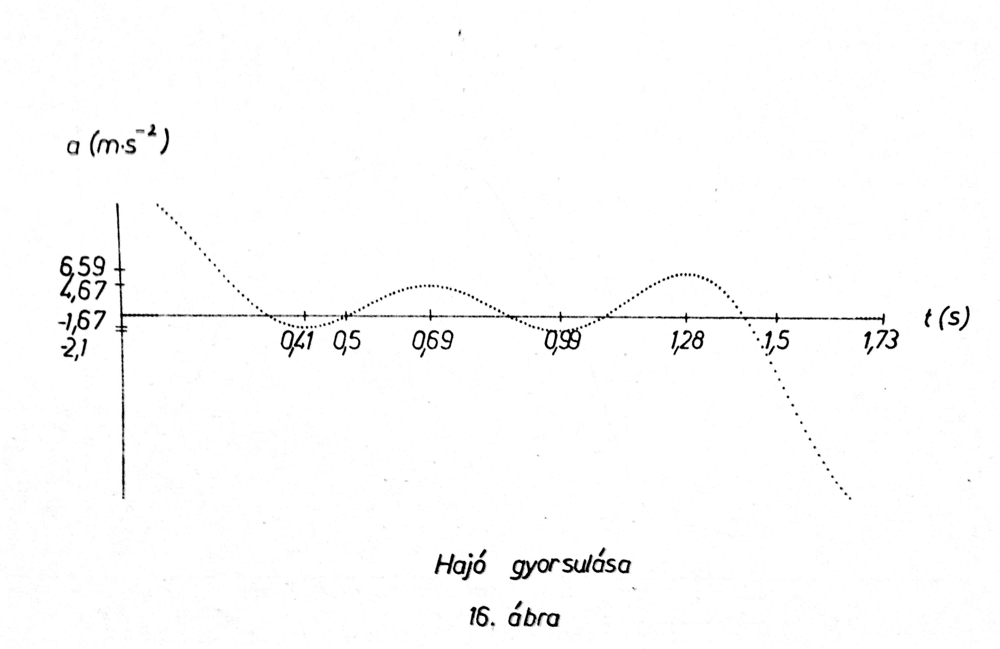 a (m·s⁻²)
6,59
4,67
-1,67
-2,1
0,41 0,5 0,69 0,99 1,28 1,5 1,73
t (s)
Hajó gyorsulása
16. ábra